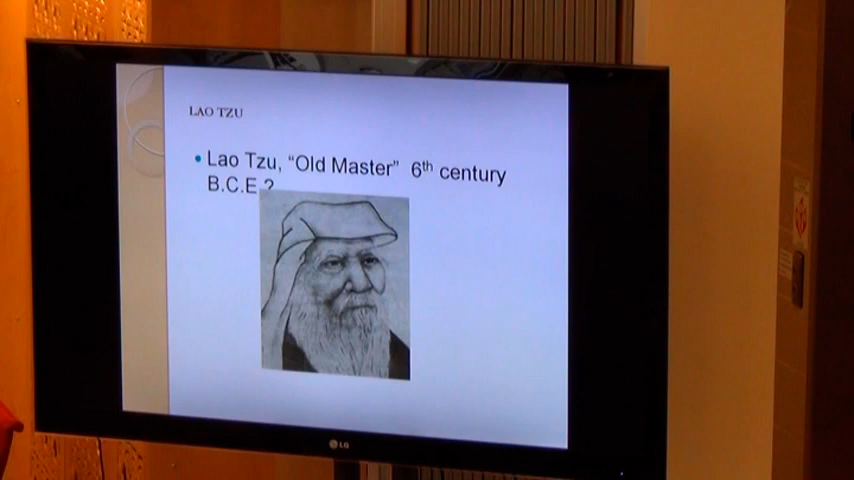 LAO TZU
• Lao Tzu, “Old Master” 6th century
B.C.E.?
LG